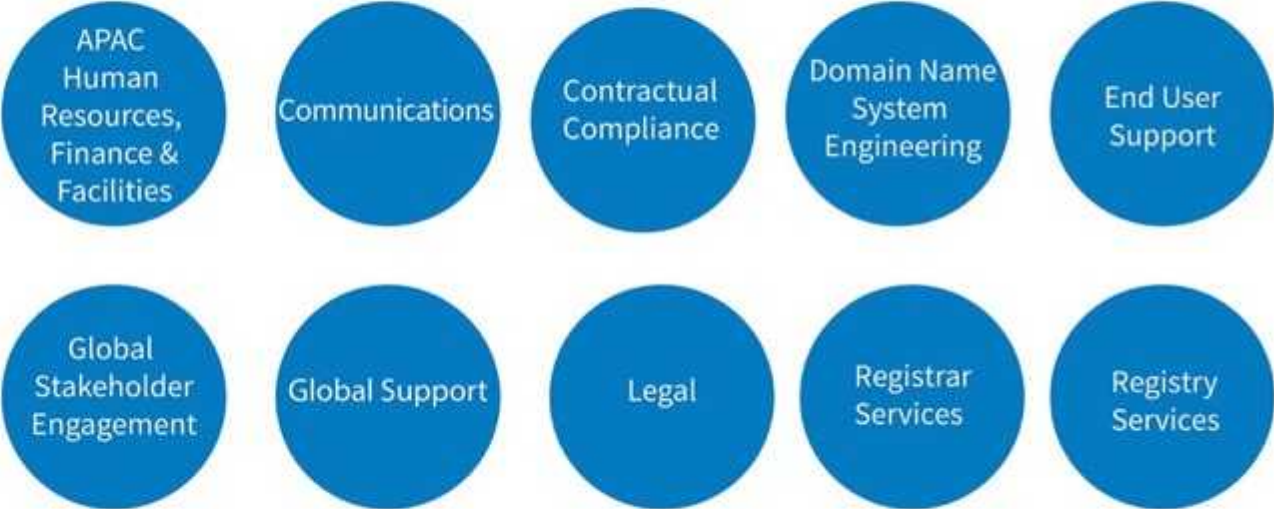 APAC
Human
Resources,
Finance &
Facilities
Communications
Contractual
Compliance
Domain Name
System
Engineering
End User
Support
Global
Stakeholder
Engagement
Global Support
Legal
Registrar
Services
Registry
Services